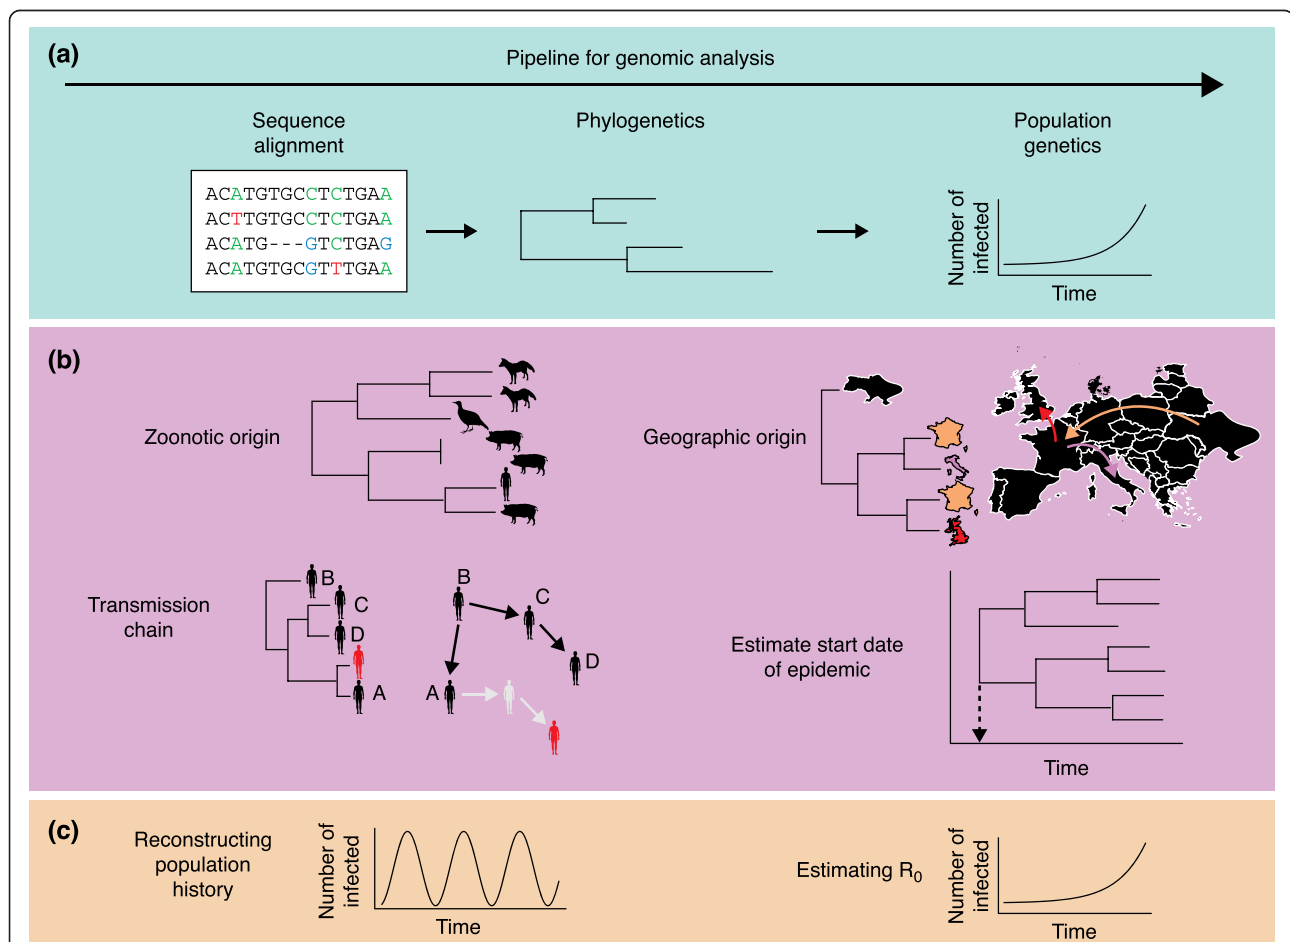 (a)
Pipeline for genomic analysis
Sequence
alignment
Phylogenetics
Population
genetics
ACATGTGCCTCTGAA
ACTTGTGCCTCTGAA
ACATG---GTCTGAG
ACATGTGCGTTTGAA
Number of
infected
Time
(b)
Zoonotic origin
Geographic origin
Transmission
chain
B
C
D
A
B
C
D
A
Estimate start date
of epidemic
Time
(c)
Reconstructing
population
history
Number of
infected
Time
Estimating R0
Number of
infected
Time